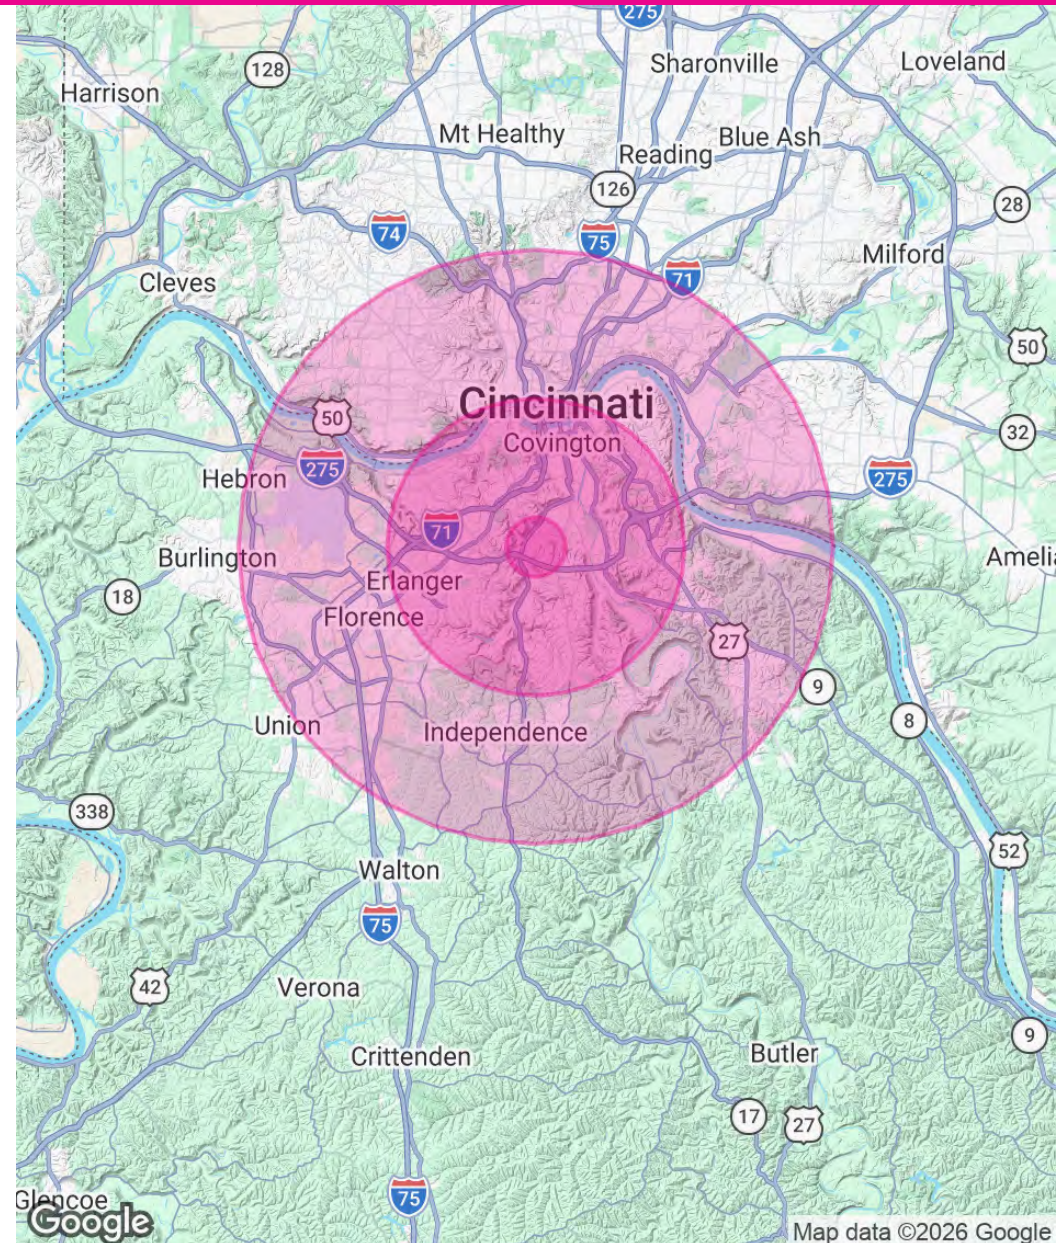 275
Sharonville
Loveland
128
Harrison
Mt Healthy
Blue Ash
Reading
126
28
74
75
Milford
71
Cleves
50
50
Cincinnati
32
Covington
275
275
Hebron
71
Burlington
Amelia
Erlanger
18
Florence
27
9
8
Union
Independence
338
52
Walton
75
42
Verona
9
Crittenden
Butler
17
27
75
Glencoe
Google
Map data ©2026 Google